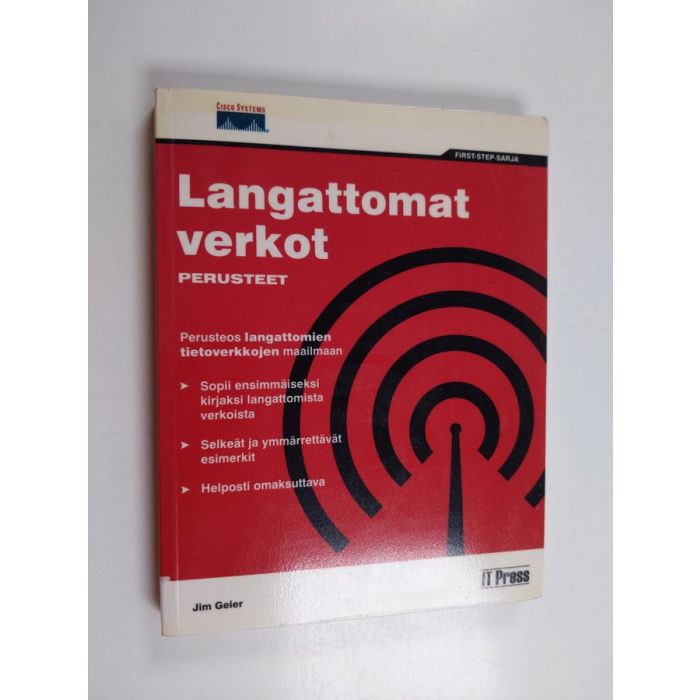 CISCO SYSTEMS
FIRST-STEP-SARJA
Langattomat
verkot
PERUSTEET
Perusteos langattomien
tietoverkkojen maailmaan
➤ Sopii ensimmäiseksi
kirjaksi langattomista
verkoista
➤ Selkeät ja ymmärrettävät
esimerkit
➤ Helposti omaksuttava
IT Press
Jim Geier